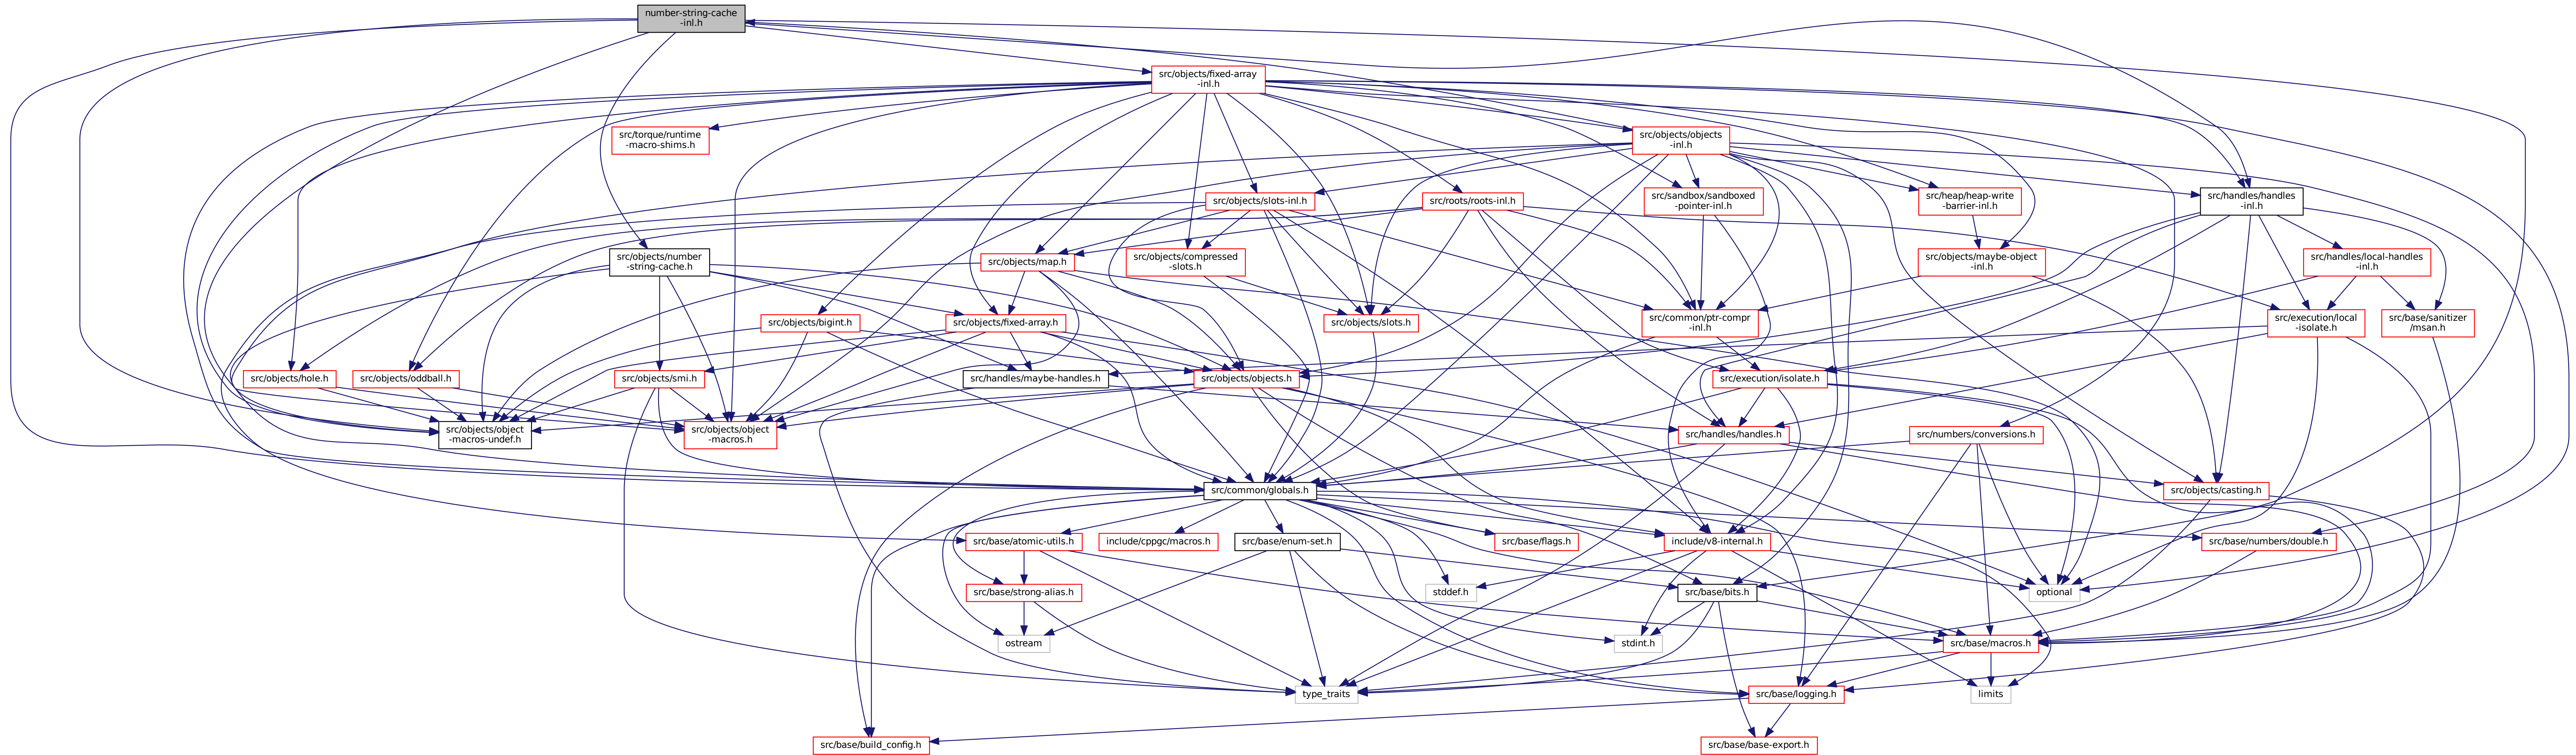 number-string-cache
-inl.h
src/objects/fixed-array
-inl.h
src/torque/runtime
-macro-shims.h
src/objects/objects
-inl.h
src/objects/slots-inl.h
src/roots/roots-inl.h
src/sandbox/sandboxed
-pointer-inl.h
src/heap/heap-write
-barrier-inl.h
src/handles/handles
-inl.h
src/objects/number
-string-cache.h
src/objects/map.h
src/objects/compressed
-slots.h
src/objects/maybe-object
-inl.h
src/handles/local-handles
-inl.h
src/objects/bigint.h
src/objects/fixed-array.h
src/objects/slots.h
src/common/ptr-compr
-inl.h
src/execution/local
-isolate.h
src/base/sanitizer
/msan.h
src/objects/hole.h
src/objects/oddball.h
src/objects/smi.h
src/handles/maybe-handles.h
src/objects/objects.h
src/execution/isolate.h
src/objects/object
-macros-undef.h
src/objects/object
-macros.h
src/handles/handles.h
src/numbers/conversions.h
src/common/globals.h
src/objects/casting.h
src/base/atomic-utils.h
include/cppgc/macros.h
src/base/enum-set.h
src/base/flags.h
include/v8-internal.h
src/base/numbers/double.h
src/base/strong-alias.h
stddef.h
src/base/bits.h
optional
ostream
stdint.h
src/base/macros.h
type_traits
src/base/logging.h
limits
src/base/build_config.h
src/base/base-export.h